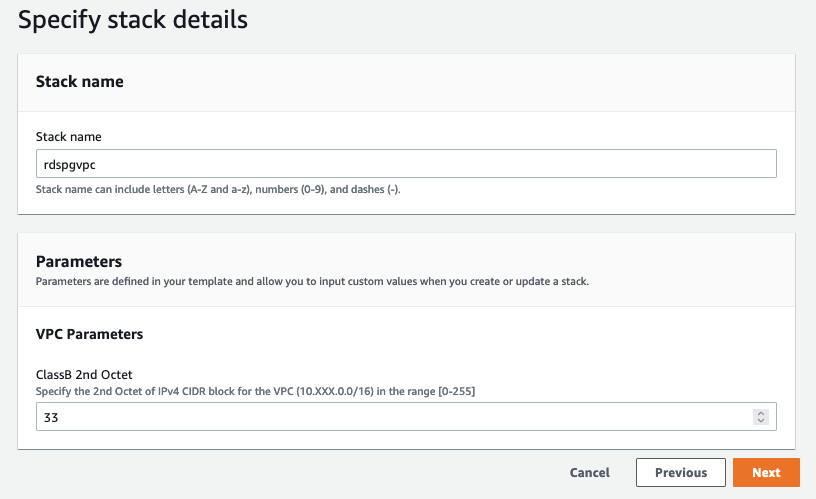 Specify stack details
Stack name
Stack name
rdspgvpc
Stack name can include letters (A-Z and a-z), numbers (0-9), and dashes (-).
Parameters
Parameters are defined in your template and allow you to input custom values when you create or update a stack.
VPC Parameters
ClassB 2nd Octet
Specify the 2nd Octet of IPv4 CIDR block for the VPC (10.XXX.0.0/16) in the range [0-255]
33
Cancel Previous Next